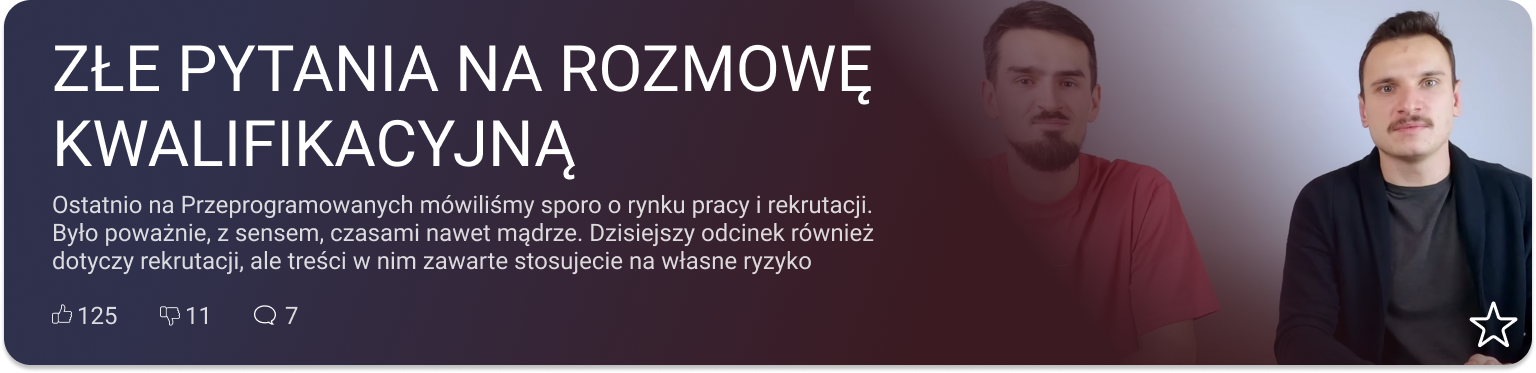 ZŁE PYTANIA NA ROZMOWĘ
KWALIFIKACYJNĄ
Ostatnio na Przeprogramowanych mówiliśmy sporo o rynku pracy i rekrutacji.
Było poważnie, z sensem, czasami nawet mądrze. Dzisiejszy odcinek również
dotyczy rekrutacji, ale treści w nim zawarte stosujecie na własne ryzyko
125 11 7